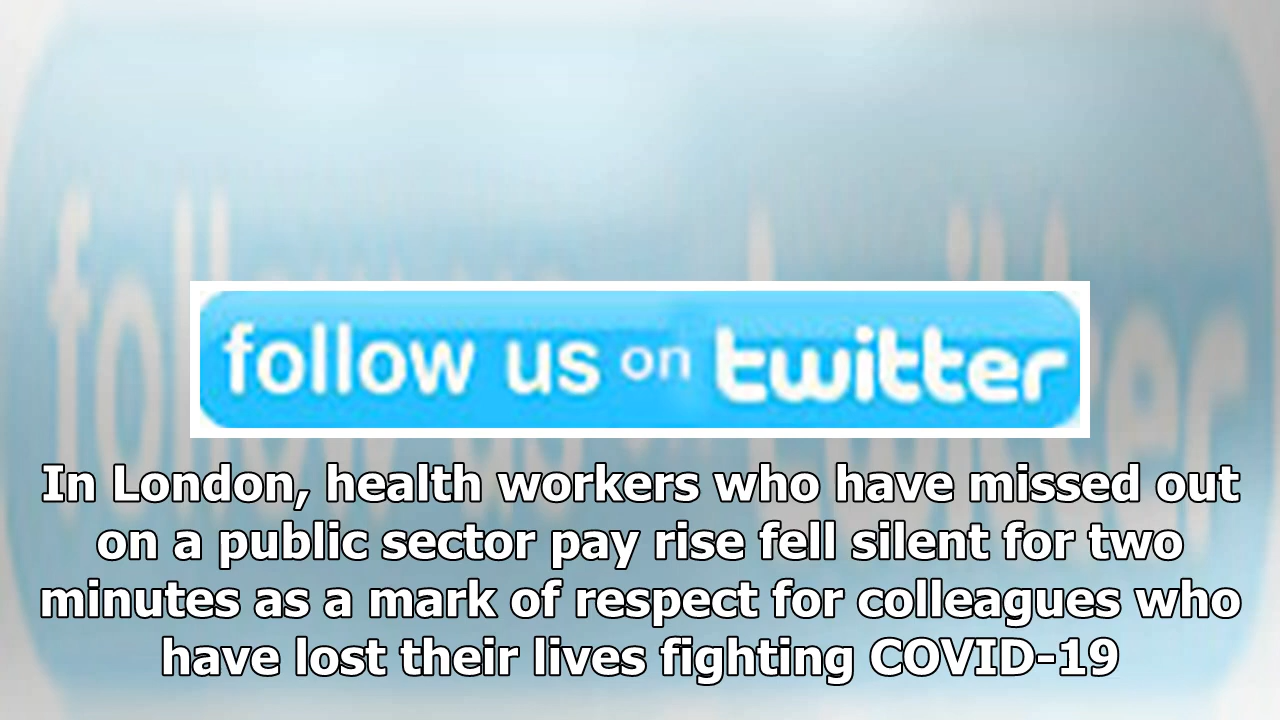 follow us on twitter
In London, health workers who have missed out
on a public sector pay rise fell silent for two
minutes as a mark of respect for colleagues who
have lost their lives fighting COVID-19